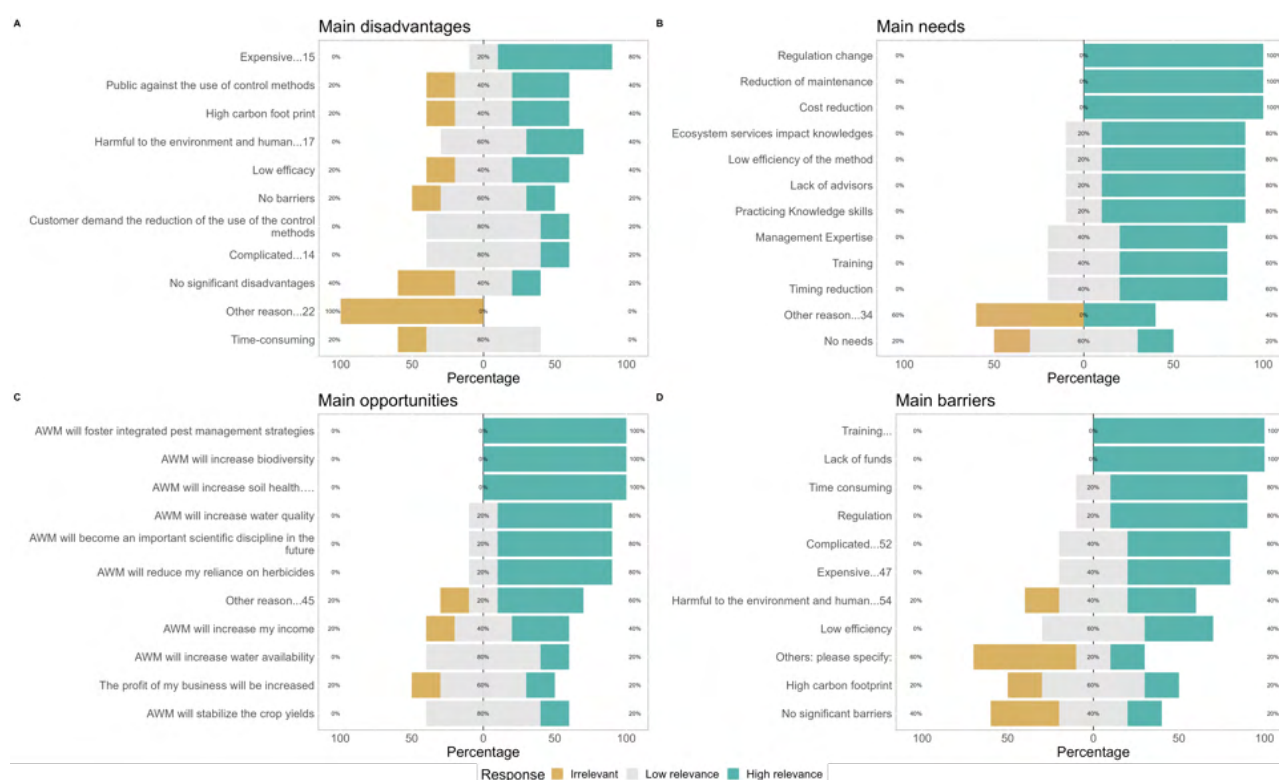 A Main disadvantages
Expensive...15 0% 20% 80%
Public against the use of control methods 20% 40% 40%
High carbon foot print 20% 40% 40%
Harmful to the environment and human...17 0% 60% 40%
Low efficacy 20% 40% 40%
No barriers 20% 60% 20%
Customer demand the reduction of the use of the control
methods 0% 80% 20%
Complicated...14 0% 80% 20%
No significant disadvantages 40% 40% 20%
Other reason...22 100% 0% 0%
Time-consuming 20% 80% 0%
100 50 0 50 100
Percentage
B Main needs
Regulation change 0% 0% 100%
Reduction of maintenance 0% 0% 100%
Cost reduction 0% 0% 100%
Ecosystem services impact knowledges 0% 20% 80%
Low efficiency of the method 0% 20% 80%
Lack of advisors 0% 20% 80%
Practicing Knowledge skills 0% 20% 80%
Management Expertise 0% 40% 60%
Training 0% 40% 60%
Timing reduction 0% 40% 60%
Other reason...34 60% 0% 40%
No needs 20% 60% 20%
100 50 0 50 100
Percentage
C Main opportunities
AWM will foster integrated pest management strategies 0% 0% 100%
AWM will increase biodiversity 0% 0% 100%
AWM will increase soil health.... 0% 0% 100%
AWM will increase water quality 0% 20% 80%
AWM will become an important scientific discipline in the
future 0% 20% 80%
AWM will reduce my reliance on herbicides 0% 20% 80%
Other reason...45 20% 20% 60%
AWM will increase my income 20% 40% 40%
AWM will increase water availability 0% 80% 20%
The profit of my business will be increased 20% 60% 20%
AWM will stabilize the crop yields 0% 80% 20%
100 50 0 50 100
Percentage
D Main barriers
Training... 0% 0% 100%
Lack of funds 0% 0% 100%
Time consuming 0% 20% 80%
Regulation 0% 20% 80%
Complicated...52 0% 40% 60%
Expensive...47 0% 40% 60%
Harmful to the environment and human...54 20% 40% 40%
Low efficiency 0% 60% 40%
Others: please specify: 60% 20% 20%
High carbon footprint 20% 60% 20%
No significant barriers 40% 40% 20%
100 50 0 50 100
Percentage
Response Irrelevant Low relevance High relevance